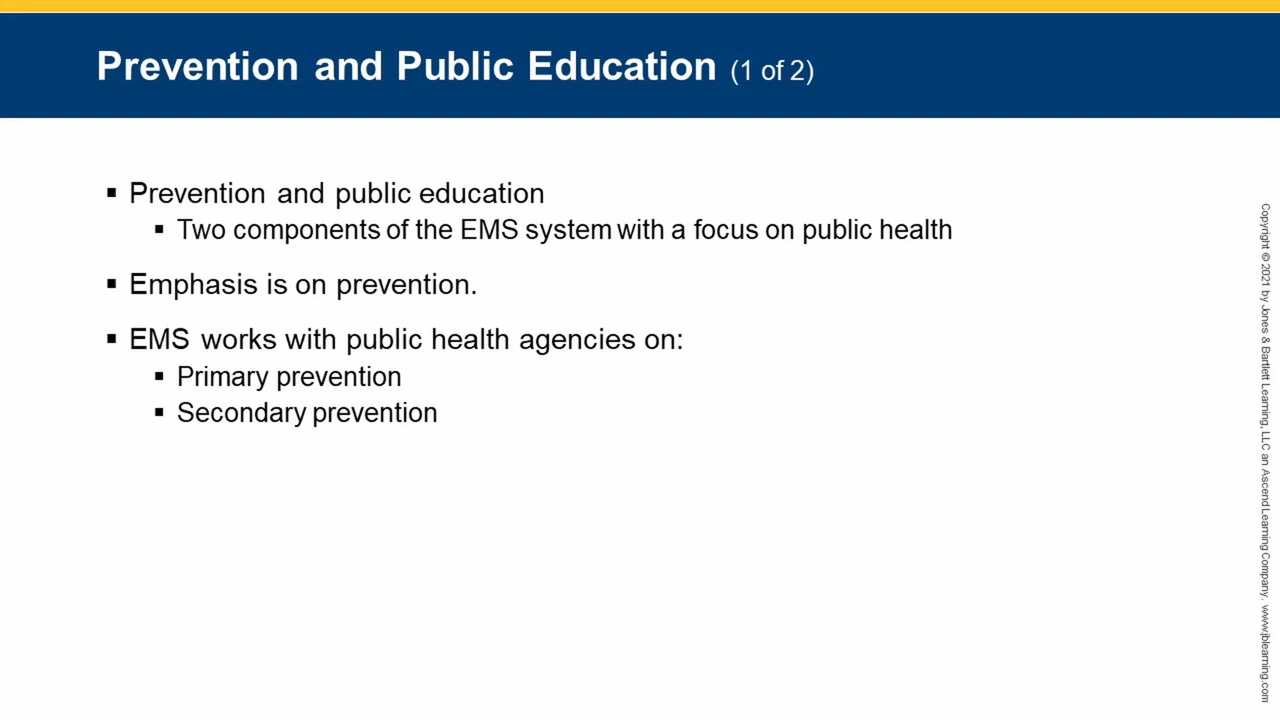 Prevention and Public Education (1 of 2)
▪ Prevention and public education
▪ Two components of the EMS system with a focus on public health
▪ Emphasis is on prevention.
▪ EMS works with public health agencies on:
▪ Primary prevention
▪ Secondary prevention
Copyright © 2021 by Jones & Bartlett Learning, LLC an Ascend Learning Company. www.jblearning.com